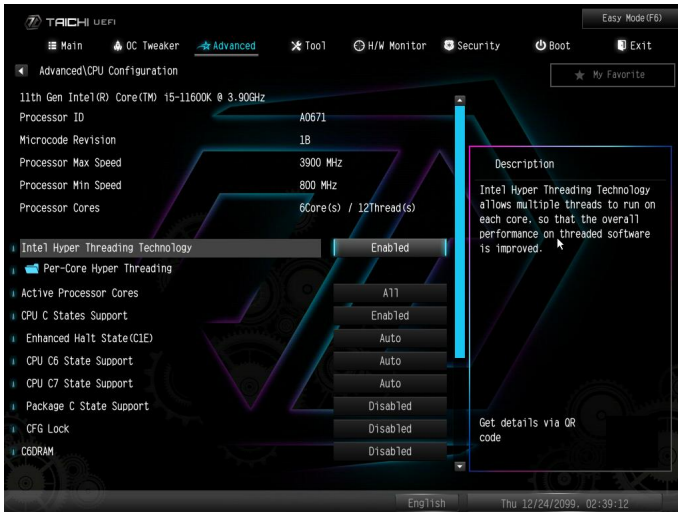 TAICHI UEFI
Easy Mode(F6)
Main OC Tweaker Advanced Tool H/W Monitor Security Boot Exit
Advanced\CPU Configuration
My Favorite
11th Gen Intel(R) Core(TM) i5-11600K @ 3.90GHz
Processor ID A0671
Microcode Revision 1B
Processor Max Speed 3900 MHz
Processor Min Speed 800 MHz
Processor Cores 6Core(s) / 12Thread(s)
Intel Hyper Threading Technology Enabled
Per-Core Hyper Threading
Active Processor Cores All
CPU C States Support Enabled
Enhanced Halt State(C1E) Auto
CPU C6 State Support Auto
CPU C7 State Support Auto
Package C State Support Disabled
CFG Lock Disabled
C6DRAM Disabled
Description
Intel Hyper Threading Technology
allows multiple threads to run on
each core. so that the overall
performance on threaded software
is improved.
Get details via QR
code
English Thu 12/24/2099, 02:39:12